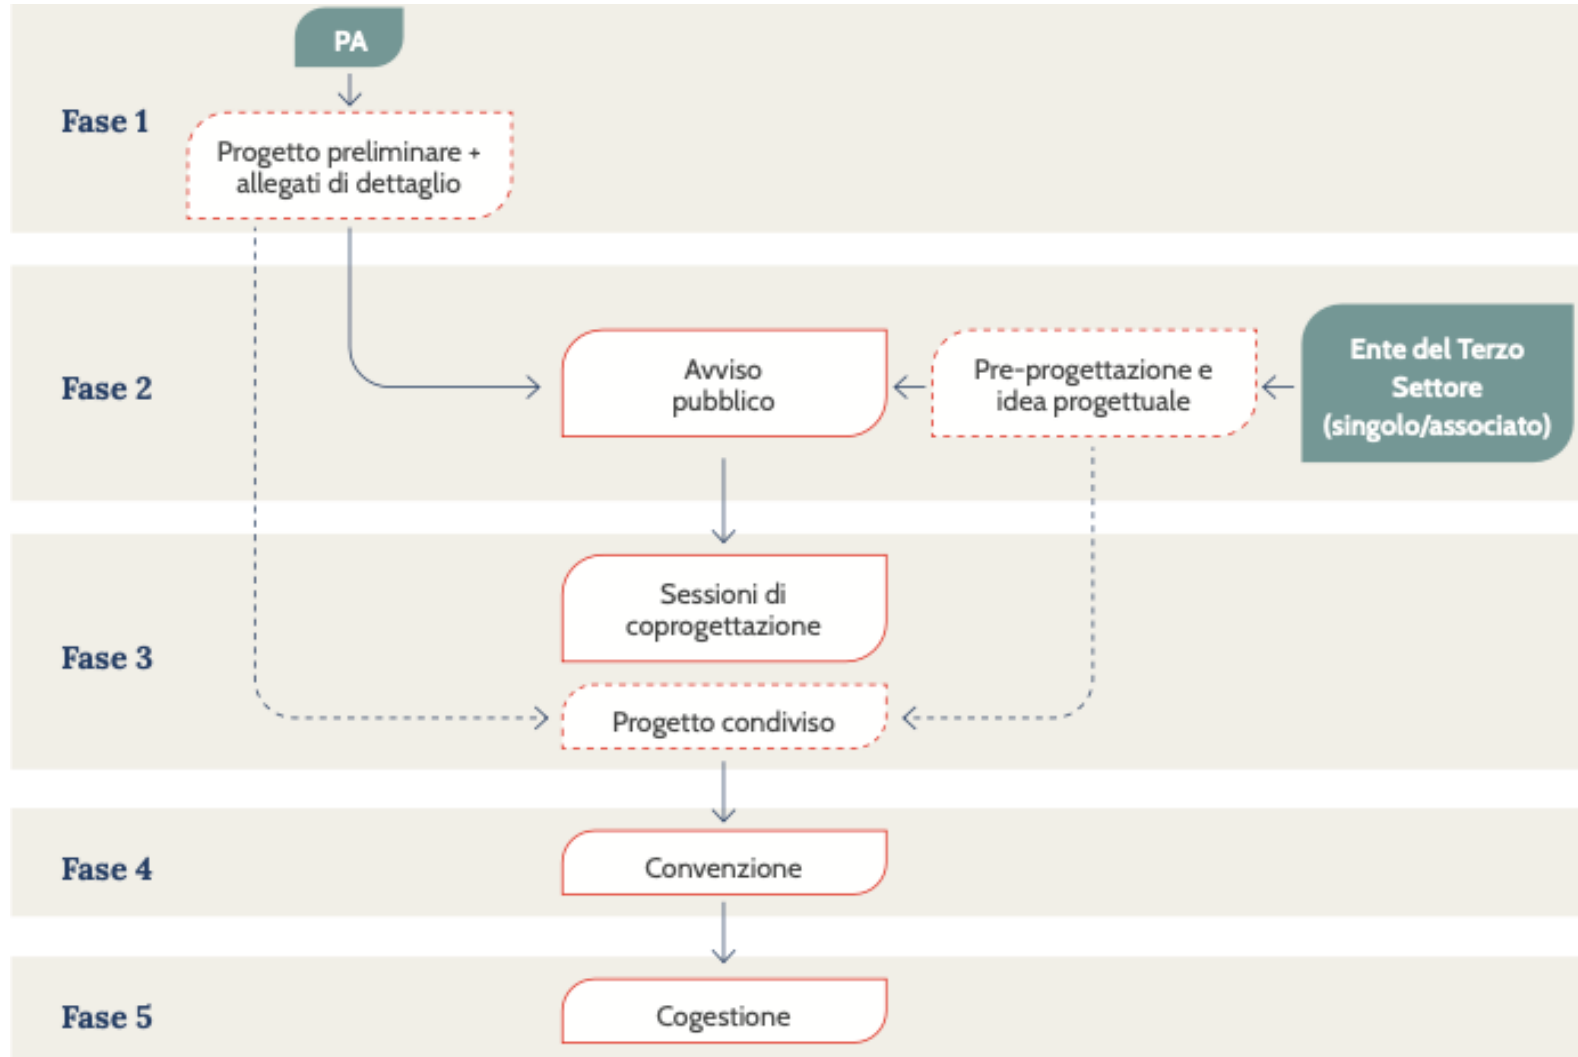 PA
Fase 1
Progetto preliminare +
allegati di dettaglio
Fase 2
Avviso
pubblico
Pre-progettazione e
idea progettuale
Ente del Terzo
Settore
(singolo/associato)
Fase 3
Sessioni di
coprogettazione
Progetto condiviso
Fase 4
Convenzione
Fase 5
Cogestione